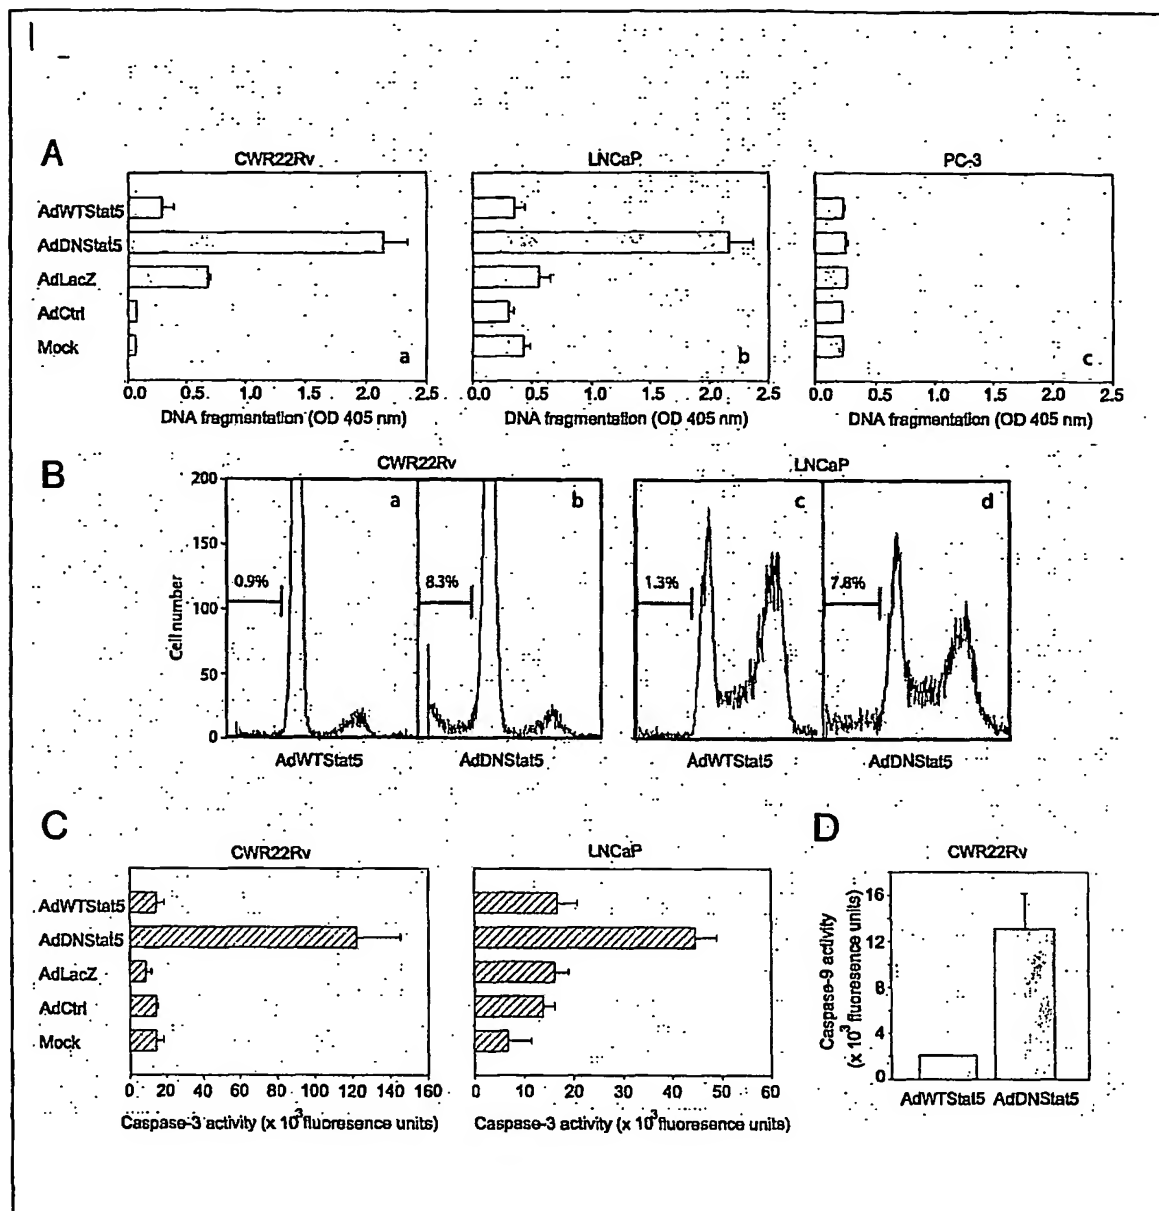 A
CWR22Rv LNCaP PC-3
AdWTStat5
AdDNStat5
AdLacZ
AdCtrl
Mock
a b c
0.0 0.5 1.0 1.5 2.0 2.5 0.0 0.5 1.0 1.5 2.0 2.5 0.0 0.5 1.0 1.5 2.0 2.5
DNA fragmentation (OD 405 nm) DNA fragmentation (OD 405 nm) DNA fragmentation (OD 405 nm)
B
CWR22Rv LNCaP
200
150
100
50
0
Cell number
a b c d
0.9% 8.3% 1.3% 7.8%
AdWTStat5 AdDNStat5 AdWTStat5 AdDNStat5
C
CWR22Rv LNCaP
AdWTStat5
AdDNStat5
AdLacZ
AdCtrl
Mock
0 20 40 60 80 100 120 140 160 0 10 20 30 40 50 60
Caspase-3 activity (x 10³ fluoresence units) Caspase-3 activity (x 10³ fluoresence units)
D
CWR22Rv
16
12
8
4
0
Caspase-9 activity
(x 10³ fluoresence units)
AdWTStat5 AdDNStat5